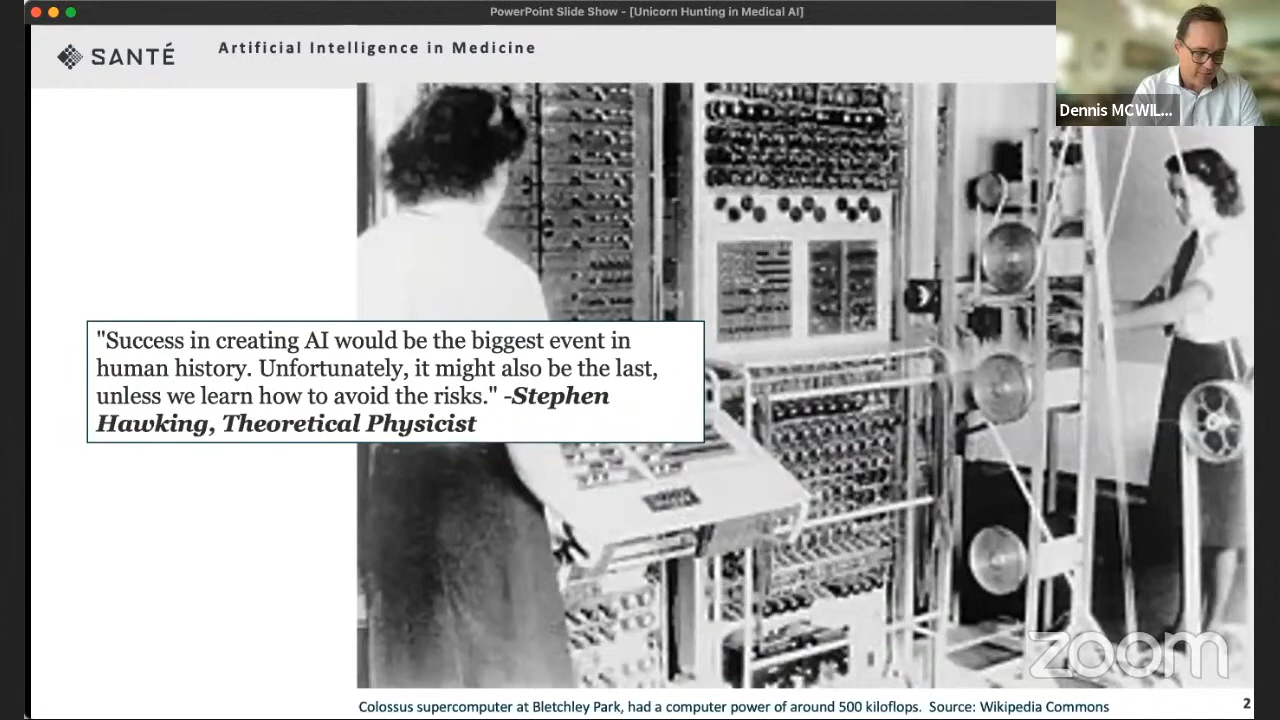 PowerPoint Slide Show - [Unicorn Hunting in Medical AI]
SANTÉ
Artificial Intelligence in Medicine
Dennis MCWIL...
"Success in creating AI would be the biggest event in
human history. Unfortunately, it might also be the last,
unless we learn how to avoid the risks." -Stephen
Hawking, Theoretical Physicist
zoom
Colossus supercomputer at Bletchley Park, had a computer power of around 500 kiloflops. Source: Wikipedia Commons
2